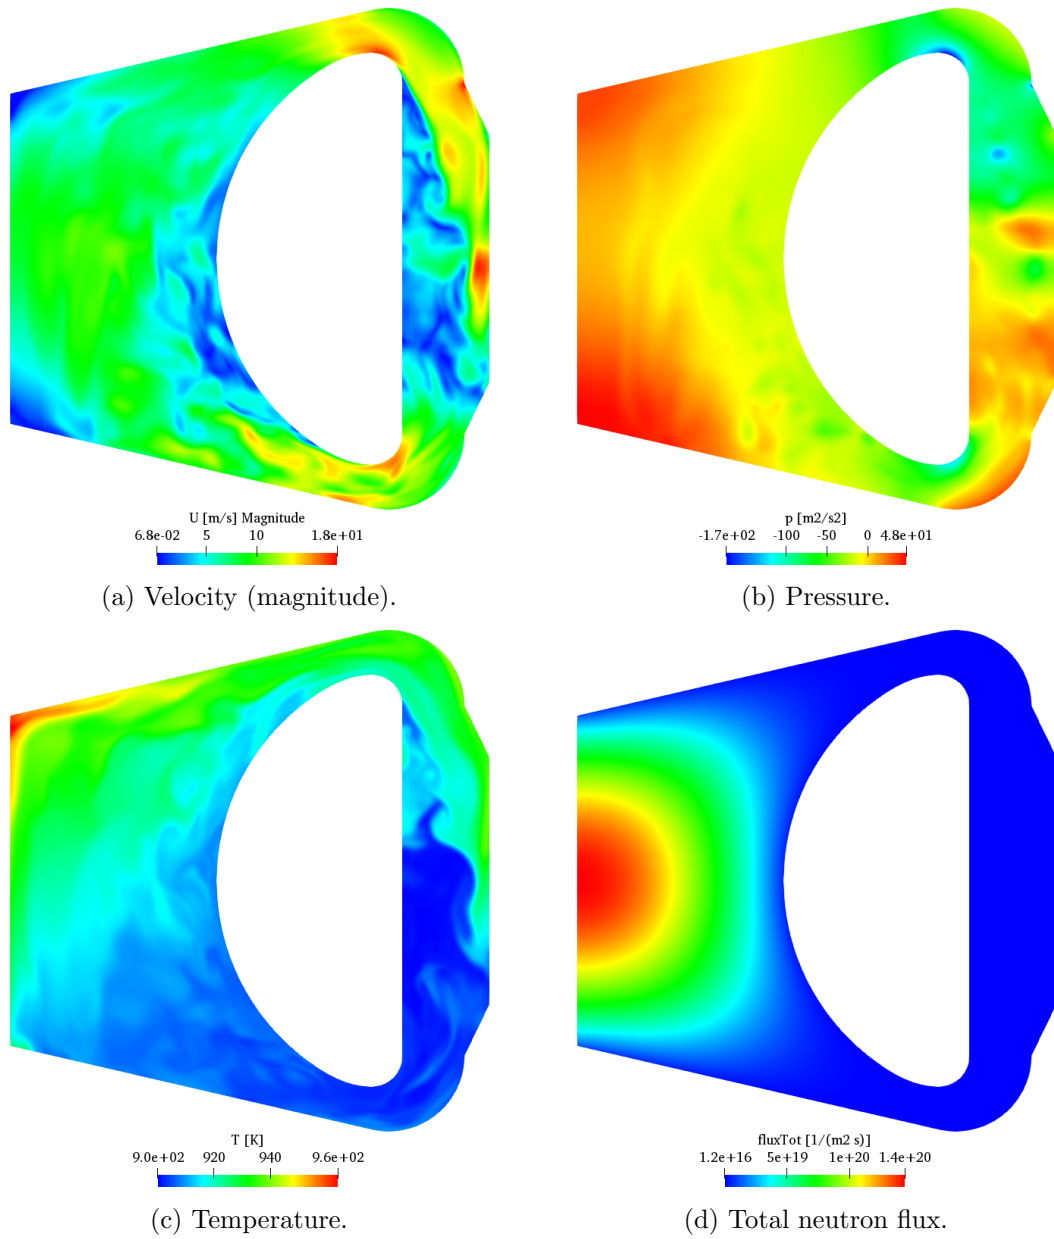 U [m/s] Magnitude
6.8e-02 5 10 1.8e+01
(a) Velocity (magnitude).
p [m2/s2]
-1.7e+02 -100 -50 0 4.8e+01
(b) Pressure.
T [K]
9.0e+02 920 940 9.6e+02
(c) Temperature.
fluxTot [1/(m2 s)]
1.2e+16 5e+19 1e+20 1.4e+20
(d) Total neutron flux.